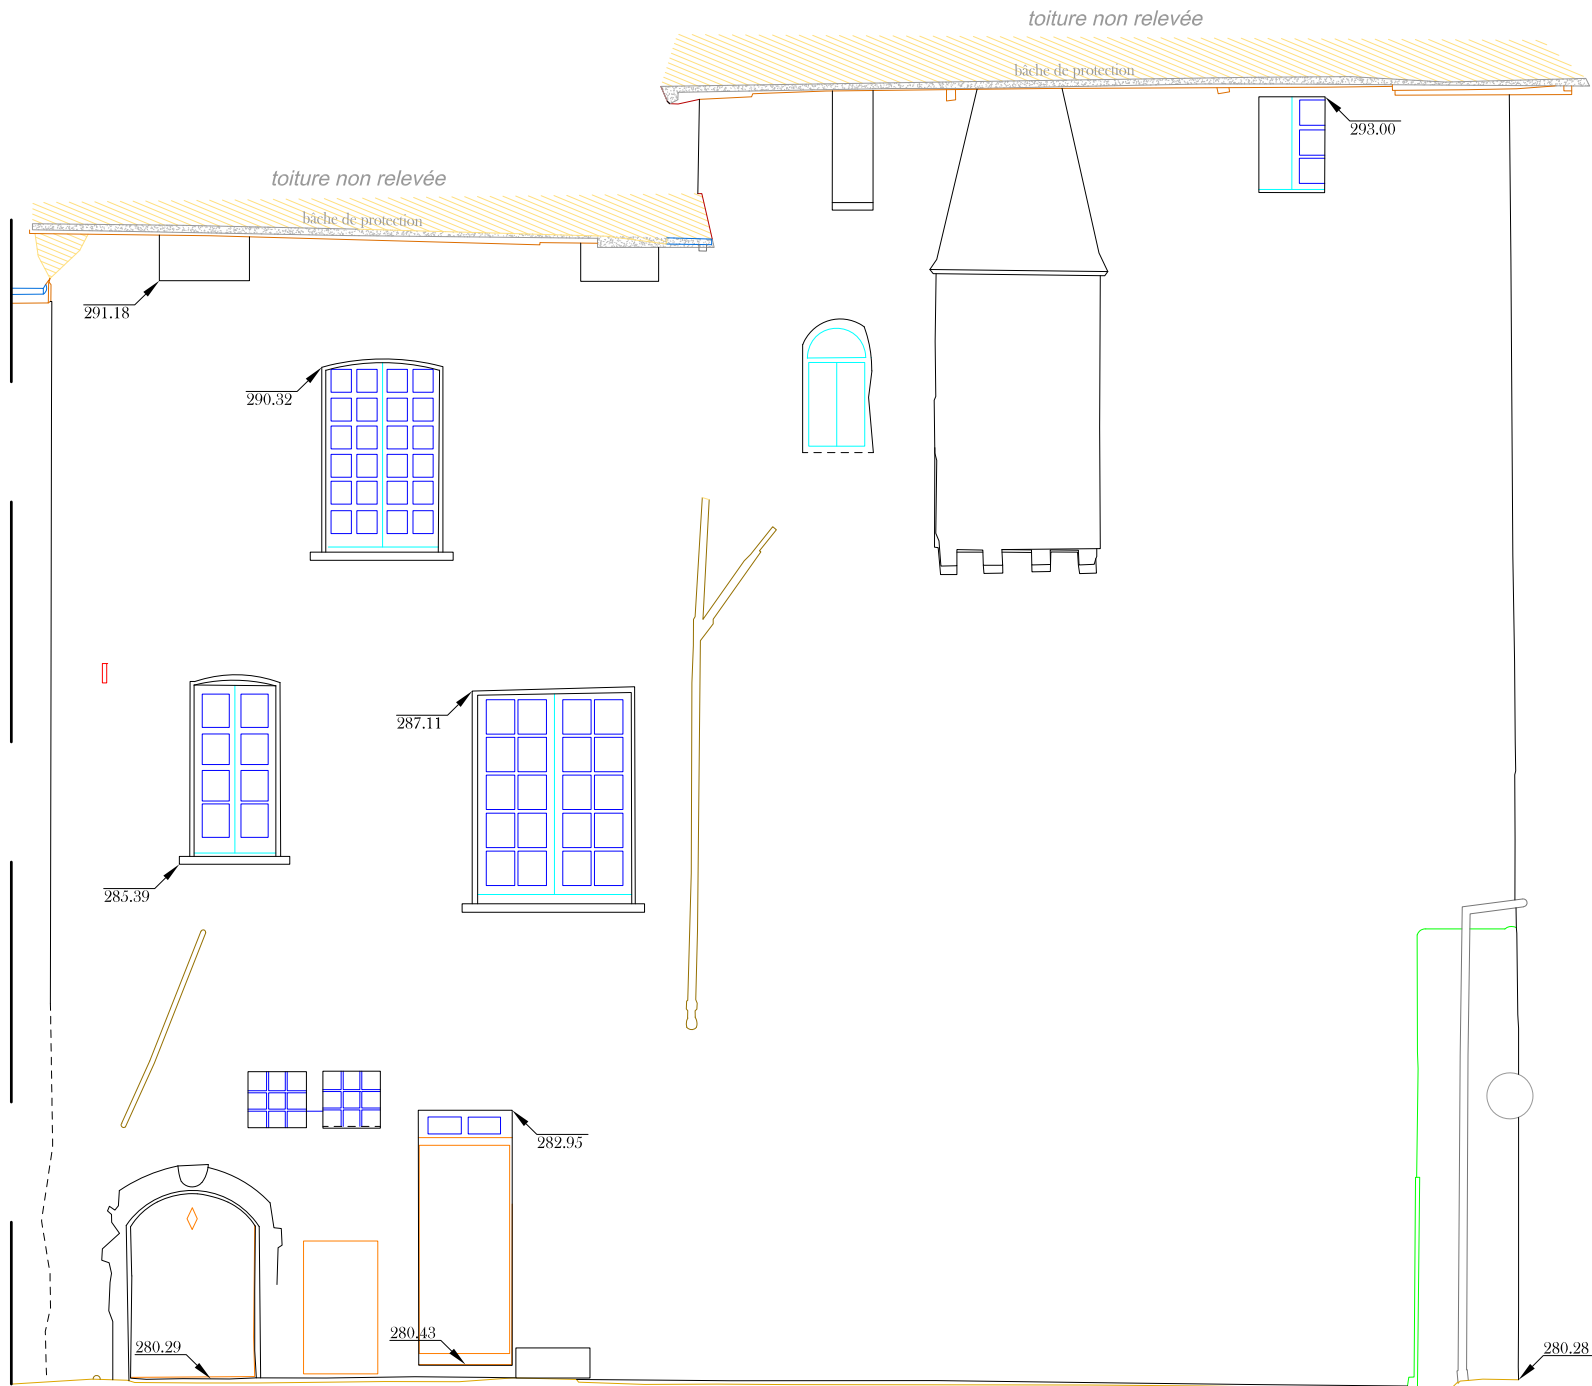 toiture non relevée
bâche de protection
293.00
toiture non relevée
bâche de protection
291.18
290.32
287.11
285.39
282.95
280.43
280.29
280.28